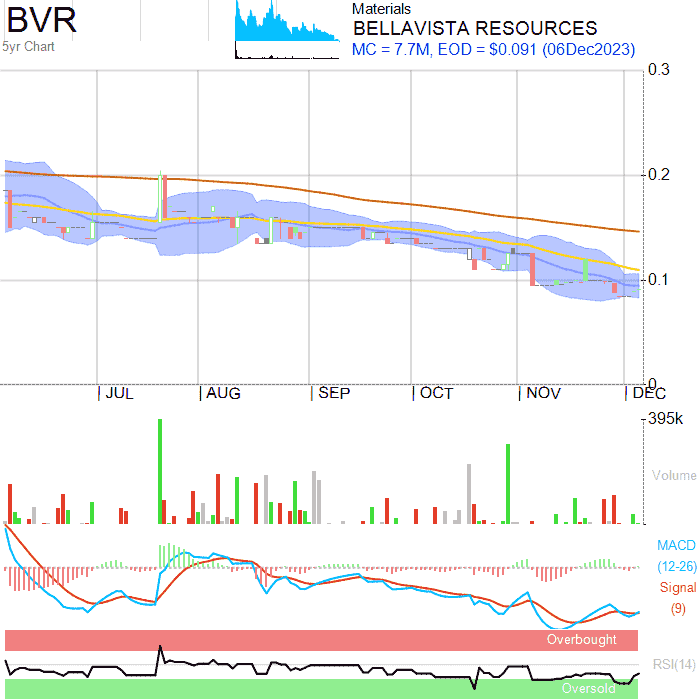 BVR
5yr Chart
Materials
BELLAVISTA RESOURCES
MC = 7.7M, EOD = $0.091 (06Dec2023)
0.3
0.2
0.1
0
JUL AUG SEP OCT NOV DEC
395k
Volume
MACD
(12-26)
Signal
(9)
Overbought
RSI(14)
Oversold